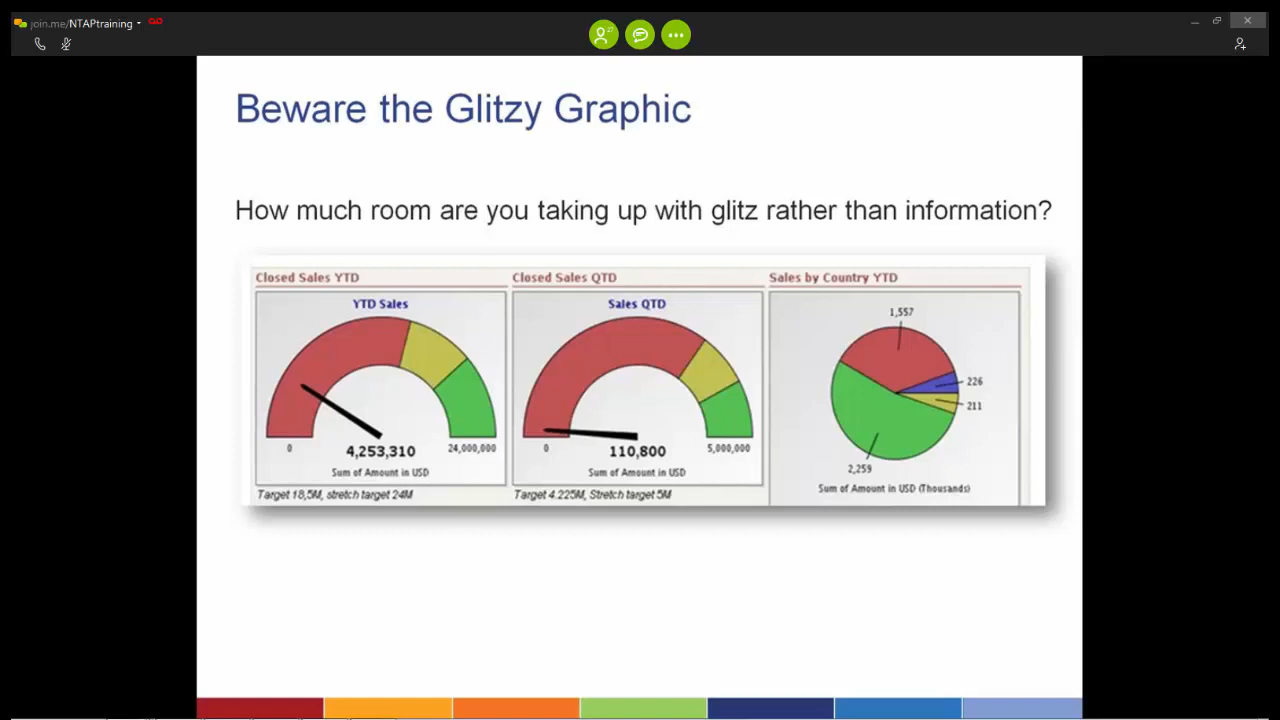 join.me/NTAPtraining
27
Beware the Glitzy Graphic
How much room are you taking up with glitz rather than information?
Closed Sales YTD
YTD Sales
0
4,253,310
24,000,000
Sum of Amount in USD
Target 18,5M, stretch target 24M
Closed Sales QTD
Sales QTD
0
110,800
5,000,000
Sum of Amount in USD
Target 4.225M, Stretch target 5M
Sales by Country YTD
1,557
226
211
2,259
Sum of Amount in USD (Thousands)